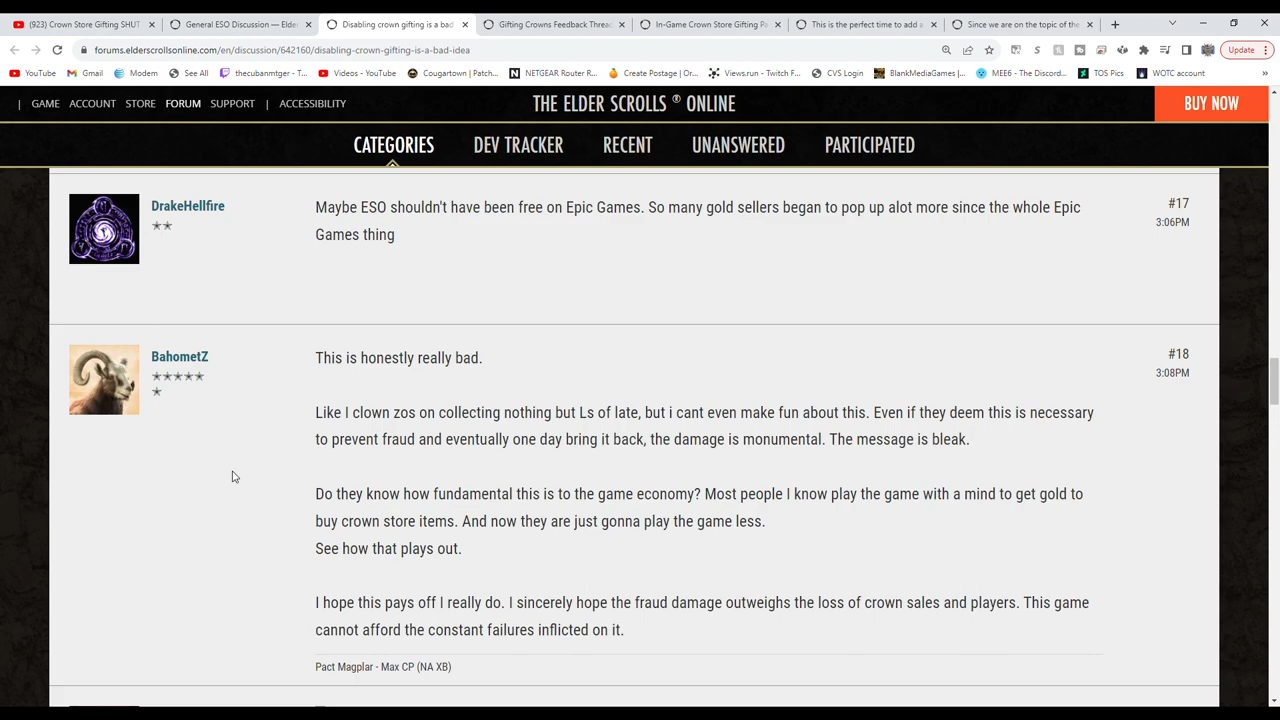 (923) Crown Store Gifting SHUT
General ESO Discussion — Elder
Disabling crown gifting is a bad
Gifting Crowns Feedback Thread
In-Game Crown Store Gifting Pa
This is the perfect time to add a
Since we are on the topic of the
forums.elderscrollsonline.com/en/discussion/642160/disabling-crown-gifting-is-a-bad-idea
Update
YouTube
Gmail
Modem
See All
thecubanmtger - T...
Videos - YouTube
Cougartown | Patch...
NETGEAR Router R...
Create Postage | Or...
Views.run - Twitch F...
CVS Login
BlankMediaGames |...
MEE6 - The Discord...
TOS Pics
WOTC account
»
| GAME ACCOUNT STORE FORUM SUPPORT | ACCESSIBILITY
THE ELDER SCROLLS ® ONLINE
BUY NOW
CATEGORIES DEV TRACKER RECENT UNANSWERED PARTICIPATED
DrakeHellfire
Maybe ESO shouldn't have been free on Epic Games. So many gold sellers began to pop up alot more since the whole Epic
Games thing
#17
3:06PM
BahometZ
This is honestly really bad.
#18
3:08PM
Like I clown zos on collecting nothing but Ls of late, but i cant even make fun about this. Even if they deem this is necessary
to prevent fraud and eventually one day bring it back, the damage is monumental. The message is bleak.
Do they know how fundamental this is to the game economy? Most people I know play the game with a mind to get gold to
buy crown store items. And now they are just gonna play the game less.
See how that plays out.
I hope this pays off I really do. I sincerely hope the fraud damage outweighs the loss of crown sales and players. This game
cannot afford the constant failures inflicted on it.
Pact Magplar - Max CP (NA XB)